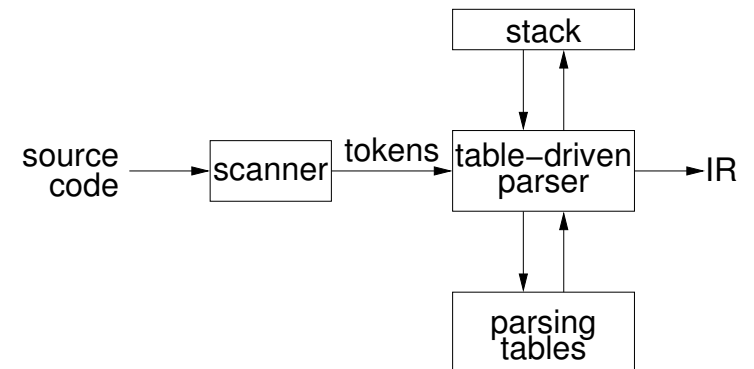 stack
source
code
scanner
tokens
table−driven
parser
IR
parsing
tables